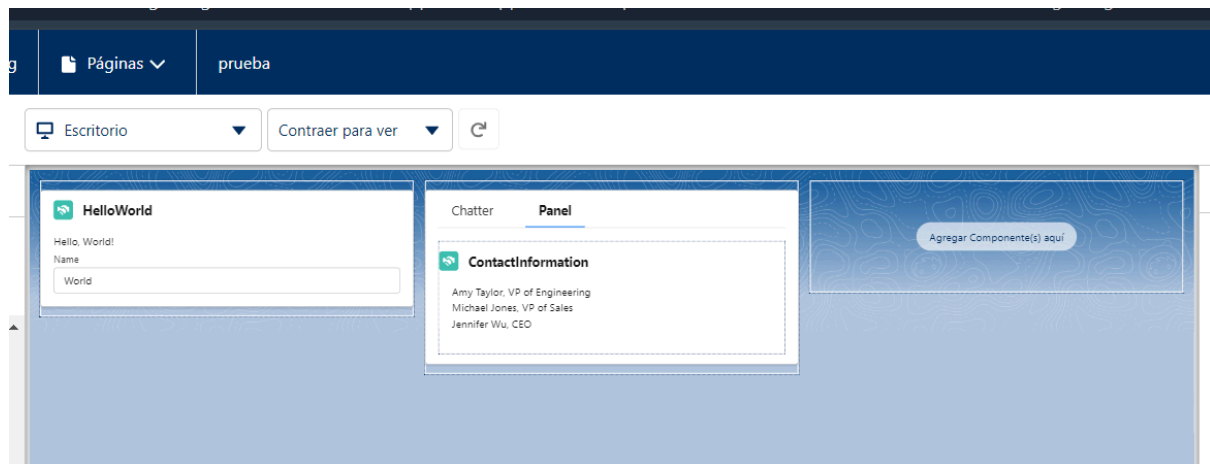 g
Páginas
prueba
Escritorio
Contraer para ver
HelloWorld
Hello, World!
Name
World
Chatter
Panel
ContactInformation
Amy Taylor, VP of Engineering
Michael Jones, VP of Sales
Jennifer Wu, CEO
Agregar Componente(s) aquí